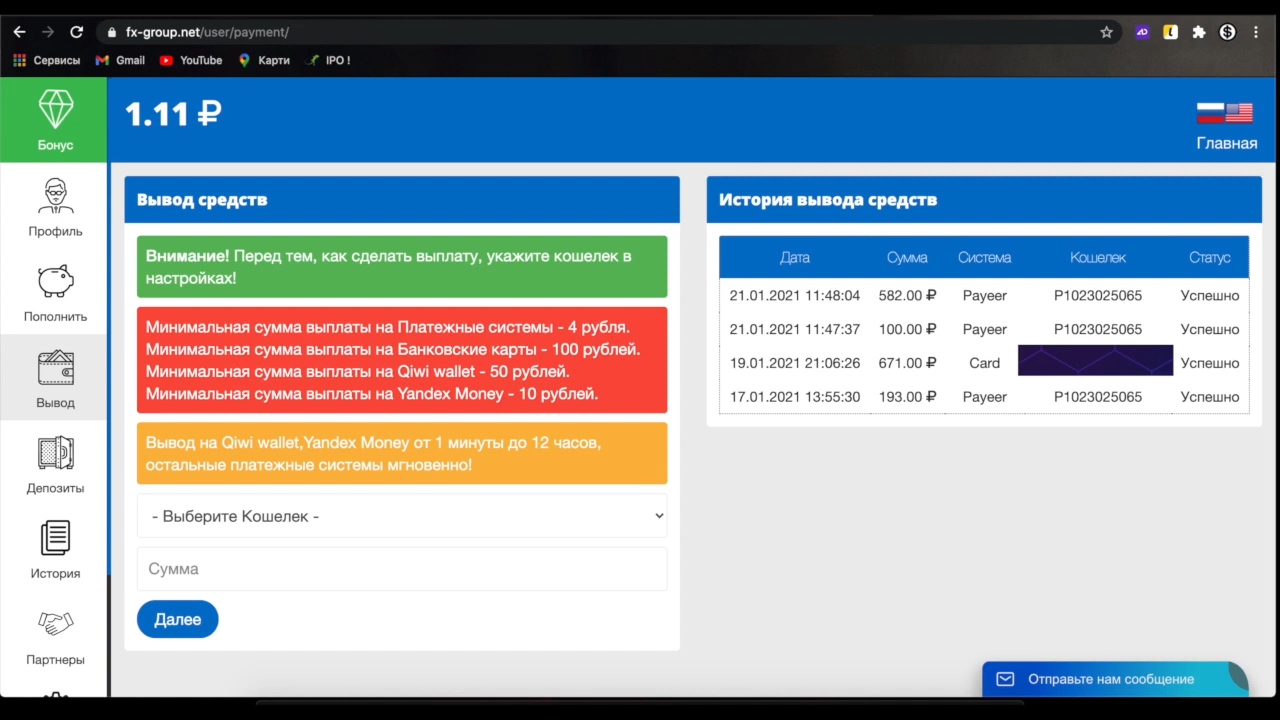 fx-group.net/user/payment/
Сервисы Gmail YouTube Карти IPO !
Бонус
Профиль
Пополнить
Вывод
Депозиты
История
Партнеры
1.11 ₽
Главная
Вывод средств
Внимание! Перед тем, как сделать выплату, укажите кошелек в
настройках!
Минимальная сумма выплаты на Платежные системы - 4 рубля.
Минимальная сумма выплаты на Банковские карты - 100 рублей.
Минимальная сумма выплаты на Qiwi wallet - 50 рублей.
Минимальная сумма выплаты на Yandex Money - 10 рублей.
Вывод на Qiwi wallet,Yandex Money от 1 минуты до 12 часов,
остальные платежные системы мгновенно!
- Выберите Кошелек -
Сумма
Далее
История вывода средств
Дата Сумма Система Кошелек Статус
21.01.2021 11:48:04 582.00 ₽ Payeer P1023025065 Успешно
21.01.2021 11:47:37 100.00 ₽ Payeer P1023025065 Успешно
19.01.2021 21:06:26 671.00 ₽ Card Успешно
17.01.2021 13:55:30 193.00 ₽ Payeer P1023025065 Успешно
Отправьте нам сообщение